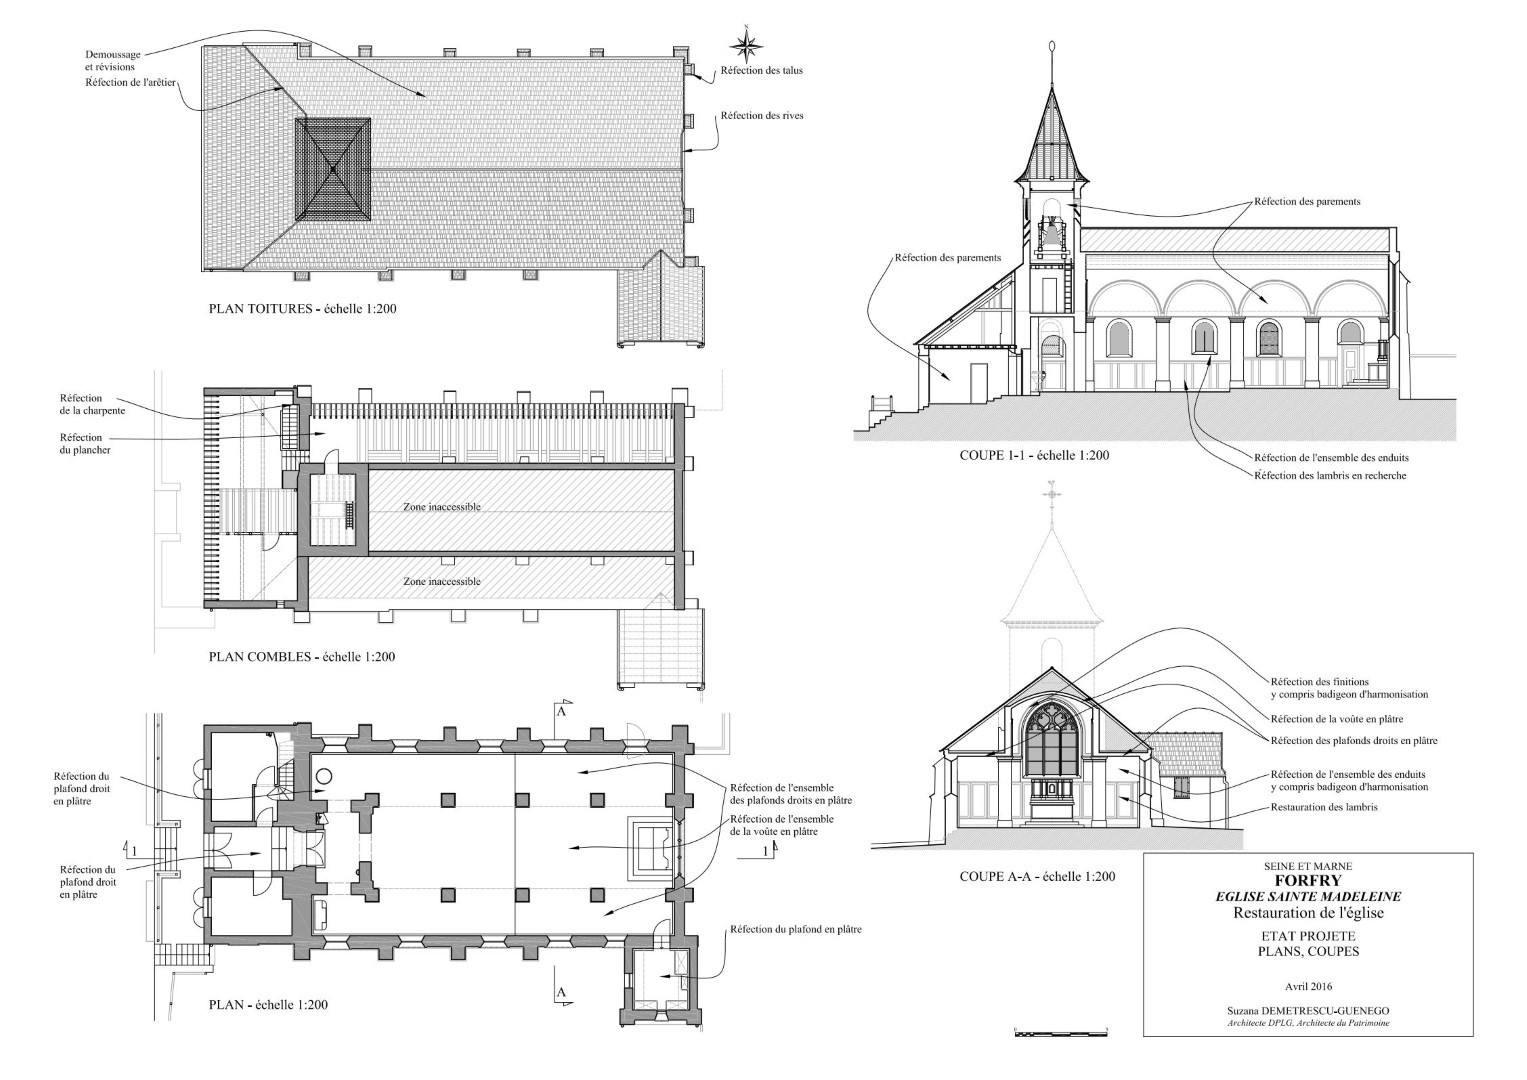 N
Demoussage
et révisions
Réfection de l'arêtier
Réfection des talus
Réfection des rives
PLAN TOITURES - échelle 1:200
Réfection
de la charpente
Réfection
du plancher
Zone inaccessible
Zone inaccessible
PLAN COMBLES - échelle 1:200
A
Réfection du
plafond droit
en plâtre
1
Réfection du
plafond droit
en plâtre
Réfection de l'ensemble
des plafonds droits en plâtre
Réfection de l'ensemble
de la voûte en plâtre
1
Réfection du plafond en plâtre
A
PLAN - échelle 1:200
Réfection des parements
Réfection des parements
COUPE 1-1 - échelle 1:200
Réfection de l'ensemble des enduits
Réfection des lambris en recherche
Réfection des finitions
y compris badigeon d'harmonisation
Réfection de la voûte en plâtre
Réfection des plafonds droits en plâtre
Réfection de l'ensemble des enduits
y compris badigeon d'harmonisation
Restauration des lambris
COUPE A-A - échelle 1:200
SEINE ET MARNE
FORFRY
EGLISE SAINTE MADELEINE
Restauration de l'église
ETAT PROJETE
PLANS, COUPES
Avril 2016
Suzana DEMETRESCU-GUENEGO
Architecte DPLG, Architecte du Patrimoine